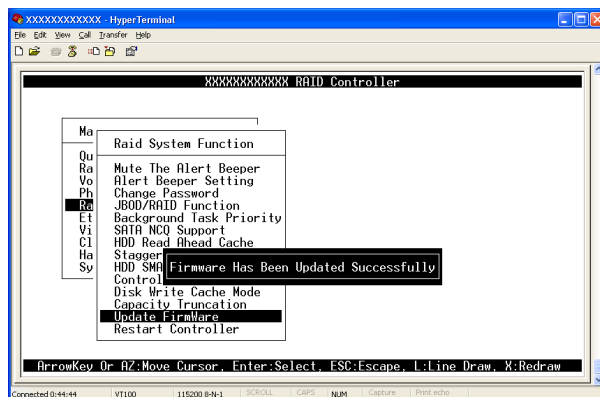 XXXXXXXXXXXX - HyperTerminal
File Edit View Call Transfer Help
XXXXXXXXXXXX RAID Controller
Ma
Raid System Function
Qu
Ra
Mute The Alert Beeper
Vo
Alert Beeper Setting
Ph
Change Password
Ra
JBOD/RAID Function
Et
Background Task Priority
Vi
SATA NCQ Support
Cl
HDD Read Ahead Cache
Ha
Stagger
Sy
HDD SMA
Firmware Has Been Updated Successfully
Control
Disk Write Cache Mode
Capacity Truncation
Update FirmWare
Restart Controller
ArrowKey Or AZ:Move Cursor, Enter:Select, ESC:Escape, L:Line Draw, X:Redraw
Connected 0:44:44 VT100 115200 8-N-1 SCROLL CAPS NUM Capture Print echo